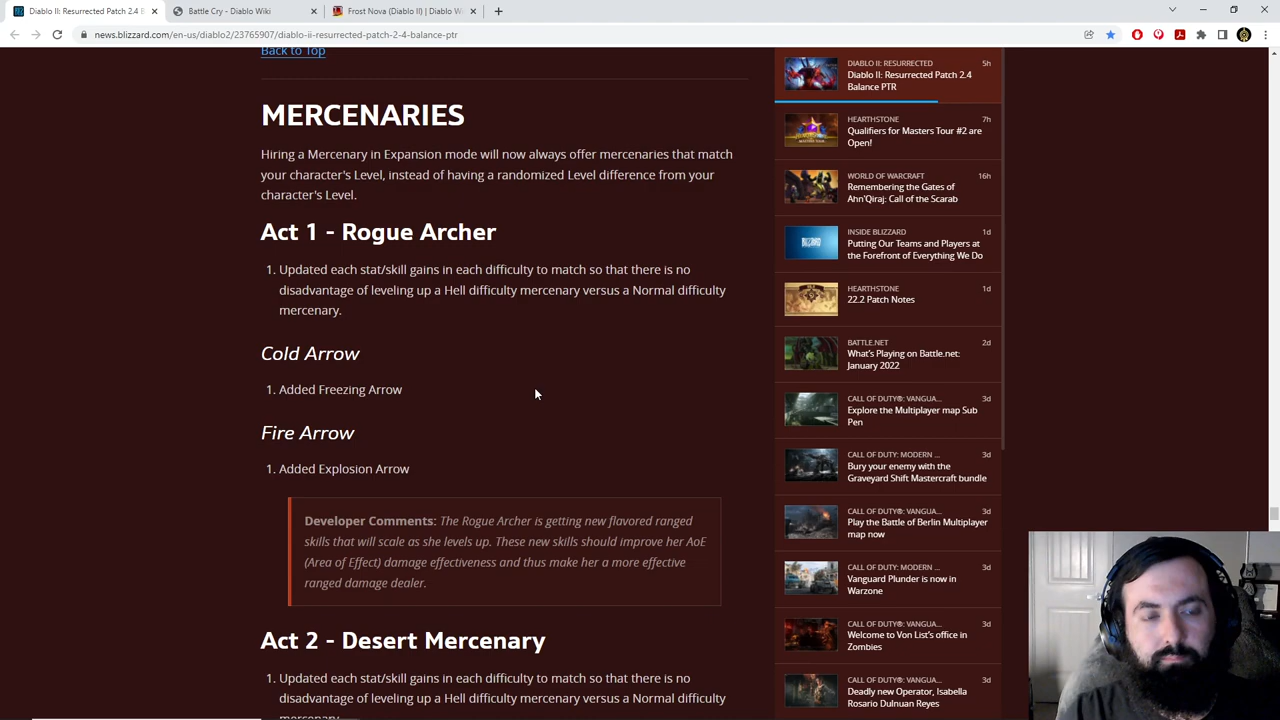 Diablo II: Resurrected Patch 2.4 B
Battle Cry - Diablo Wiki
Frost Nova (Diablo II) | Diablo W
news.blizzard.com/en-us/diablo2/23765907/diablo-ii-resurrected-patch-2-4-balance-ptr
Back to Top
MERCENARIES
Hiring a Mercenary in Expansion mode will now always offer mercenaries that match
your character's Level, instead of having a randomized Level difference from your
character's Level.
Act 1 - Rogue Archer
1. Updated each stat/skill gains in each difficulty to match so that there is no
disadvantage of leveling up a Hell difficulty mercenary versus a Normal difficulty
mercenary.
Cold Arrow
1. Added Freezing Arrow
Fire Arrow
1. Added Explosion Arrow
Developer Comments: The Rogue Archer is getting new flavored ranged
skills that will scale as she levels up. These new skills should improve her AoE
(Area of Effect) damage effectiveness and thus make her a more effective
ranged damage dealer.
Act 2 - Desert Mercenary
1. Updated each stat/skill gains in each difficulty to match so that there is no
disadvantage of leveling up a Hell difficulty mercenary versus a Normal difficulty
mercenary.
DIABLO II: RESURRECTED 5h
Diablo II: Resurrected Patch 2.4
Balance PTR
HEARTHSTONE 7h
Qualifiers for Masters Tour #2 are
Open!
WORLD OF WARCRAFT 16h
Remembering the Gates of
Ahn'Qiraj: Call of the Scarab
INSIDE BLIZZARD 1d
Putting Our Teams and Players at
the Forefront of Everything We Do
HEARTHSTONE 1d
22.2 Patch Notes
BATTLE.NET 2d
What's Playing on Battle.net:
January 2022
CALL OF DUTY®: VANGUA... 3d
Explore the Multiplayer map Sub
Pen
CALL OF DUTY: MODERN ... 3d
Bury your enemy with the
Graveyard Shift Mastercraft bundle
CALL OF DUTY®: VANGUA... 3d
Play the Battle of Berlin Multiplayer
map now
CALL OF DUTY: MODERN ... 3d
Vanguard Plunder is now in
Warzone
CALL OF DUTY®: VANGUA... 3d
Welcome to Von List's office in
Zombies
CALL OF DUTY®: VANGUA... 3d
Deadly new Operator, Isabella
Rosario Dulnuan Reyes